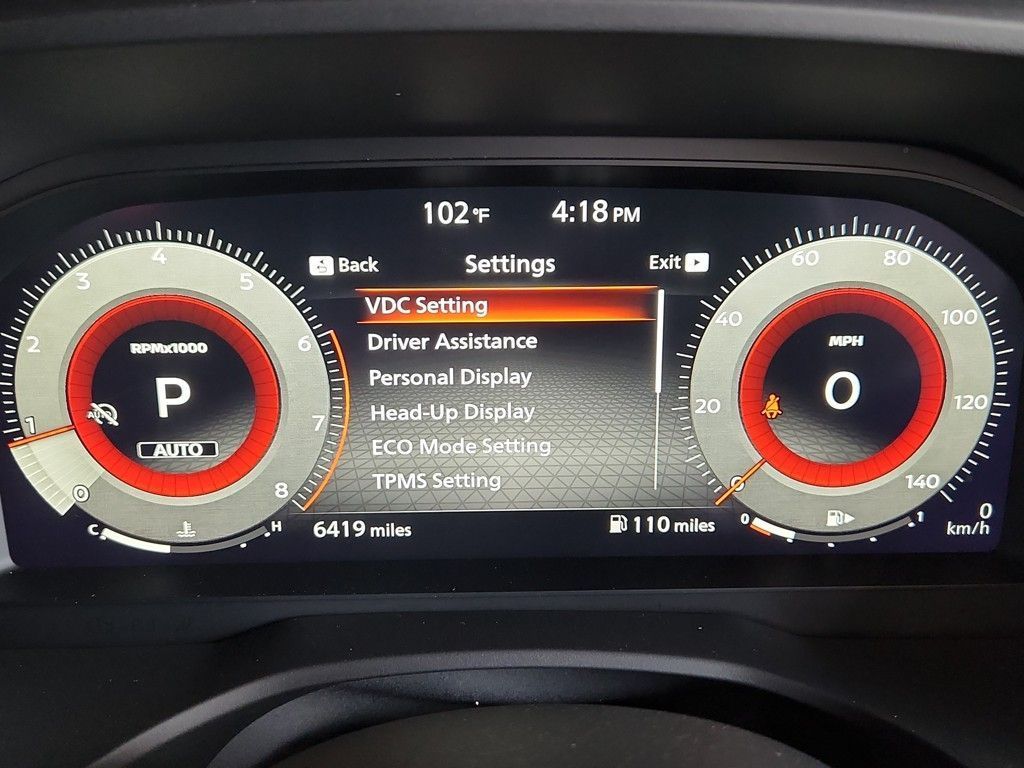 102°F 4:18 PM
Back Settings Exit
VDC Setting
Driver Assistance
Personal Display
Head-Up Display
ECO Mode Setting
TPMS Setting
6419 miles
110 miles
0 1 2 3 4 5 6 7 8
RPMx1000
P
AUTO
AUTO
C H
0 20 40 60 80 100 120 140
MPH
0
0 1
0
km/h